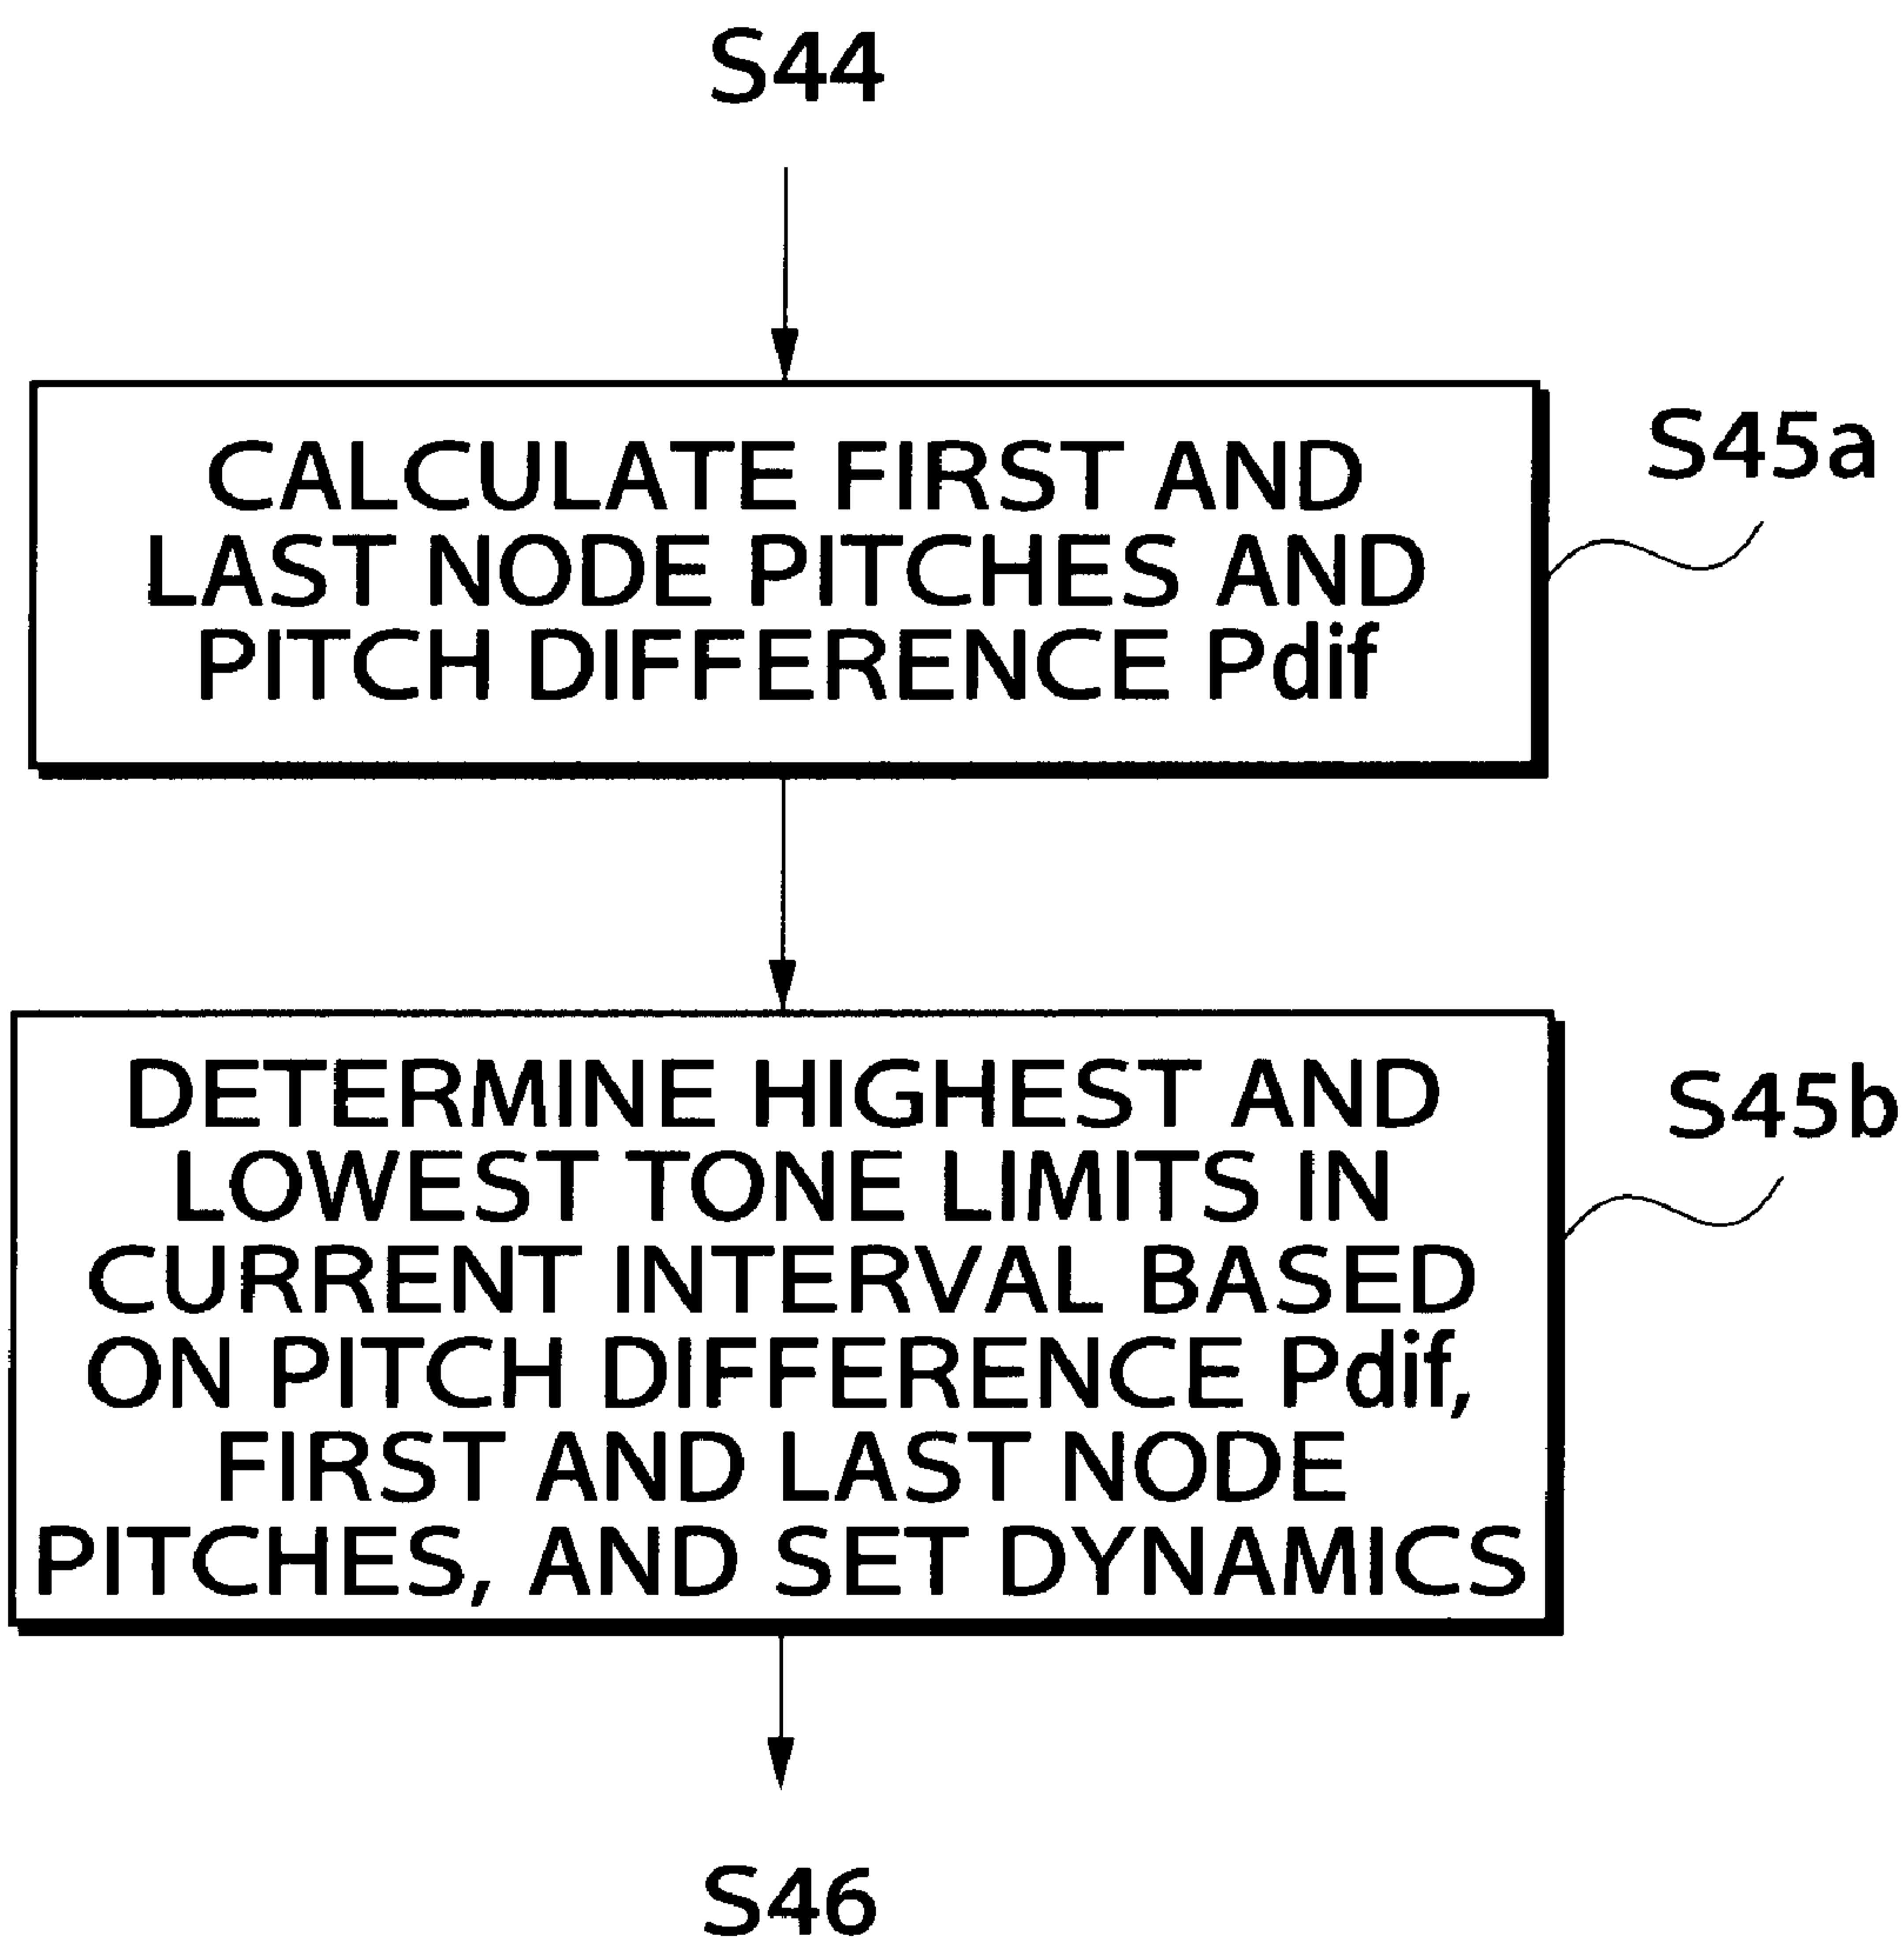 S44
CALCULATE FIRST AND
LAST NODE PITCHES AND
PITCH DIFFERENCE Pdif
S45a
DETERMINE HIGHEST AND
LOWEST TONE LIMITS IN
CURRENT INTERVAL BASED
ON PITCH DIFFERENCE Pdif,
FIRST AND LAST NODE
PITCHES, AND SET DYNAMICS
S45b
S46